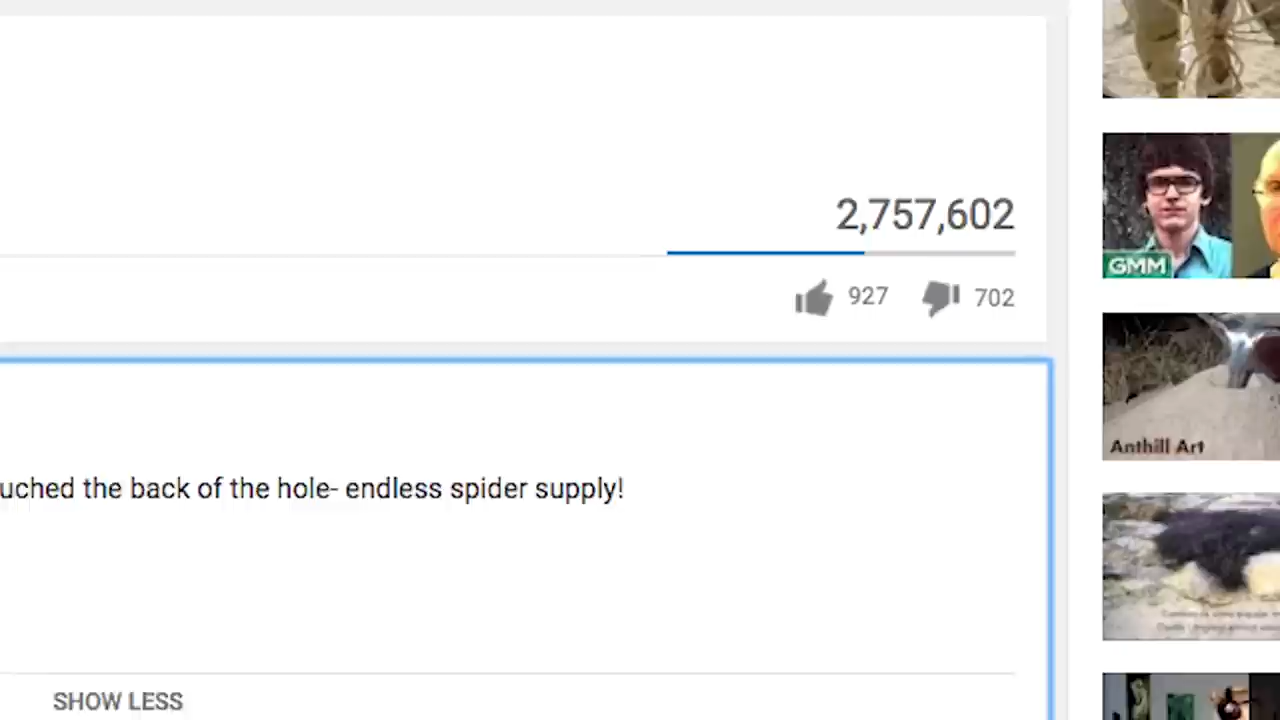 2,757,602
927 702
uched the back of the hole- endless spider supply!
SHOW LESS
GMM
Anthill Art